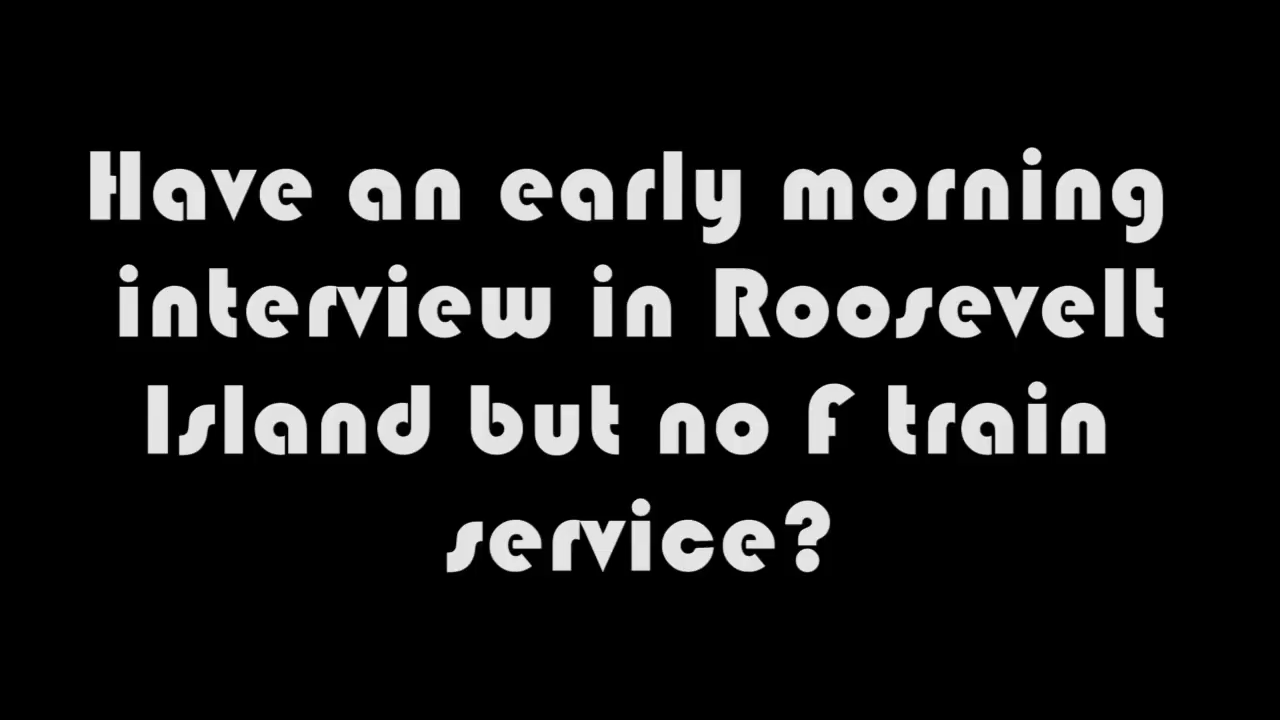 Have an early morning
interview in Roosevelt
Island but no F train
service?